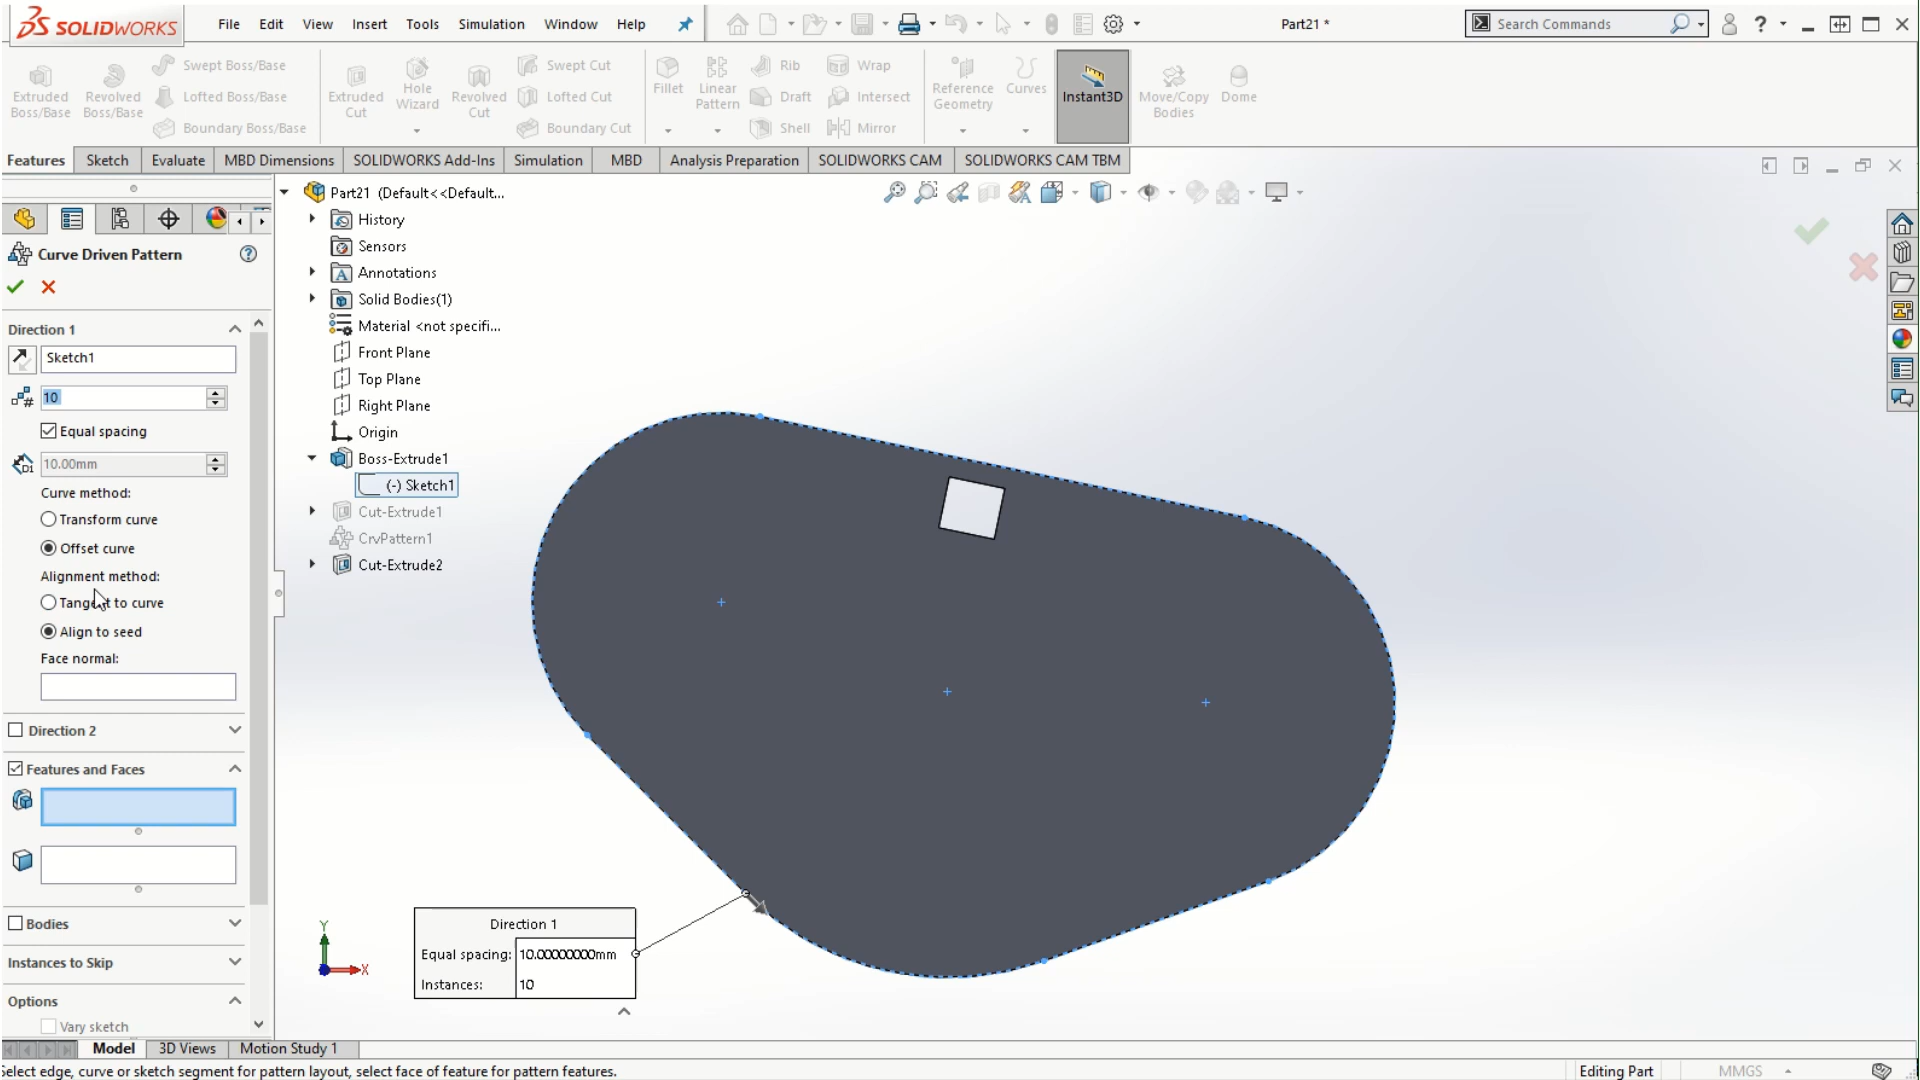 SOLIDWORKS
File Edit View Insert Tools Simulation Window Help
Part21 *
Search Commands
Extruded Boss/Base
Revolved Boss/Base
Swept Boss/Base
Lofted Boss/Base
Boundary Boss/Base
Extruded Cut
Hole Wizard
Revolved Cut
Swept Cut
Lofted Cut
Boundary Cut
Fillet
Linear Pattern
Rib
Draft
Shell
Wrap
Intersect
Mirror
Reference Geometry
Curves
Instant3D
Move/Copy Bodies
Dome
Features Sketch Evaluate MBD Dimensions SOLIDWORKS Add-Ins Simulation MBD Analysis Preparation SOLIDWORKS CAM SOLIDWORKS CAM TBM
Curve Driven Pattern
Direction 1
Sketch1
10
Equal spacing
D1
10.00mm
Curve method:
Transform curve
Offset curve
Alignment method:
to curve
Align to seed
Face normal:
Direction 2
Features and Faces
Bodies
Instances to Skip
Options
Vary sketch
Part21 (Default<<Default...
History
Sensors
Annotations
Solid Bodies(1)
Material <not specifi...
Front Plane
Top Plane
Right Plane
Origin
Boss-Extrude1
(-) Sketch1
Cut-Extrude1
CrvPattern1
Cut-Extrude2
Direction 1
Equal spacing: 10.00000000mm
Instances: 10
Y
X
Model 3D Views Motion Study 1
Select edge, curve or sketch segment for pattern layout, select face of feature for pattern features.
Editing Part
MMGS